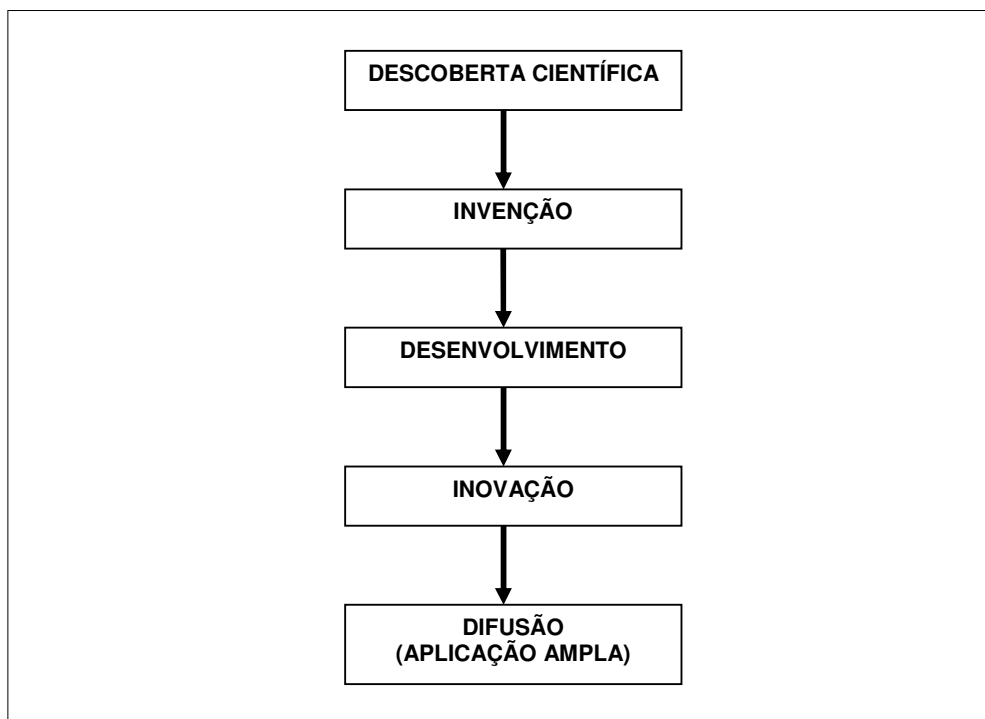 DESCOBERTA CIENTÍFICA
INVENÇÃO
DESENVOLVIMENTO
INOVAÇÃO
DIFUSÃO
(APLICAÇÃO AMPLA)